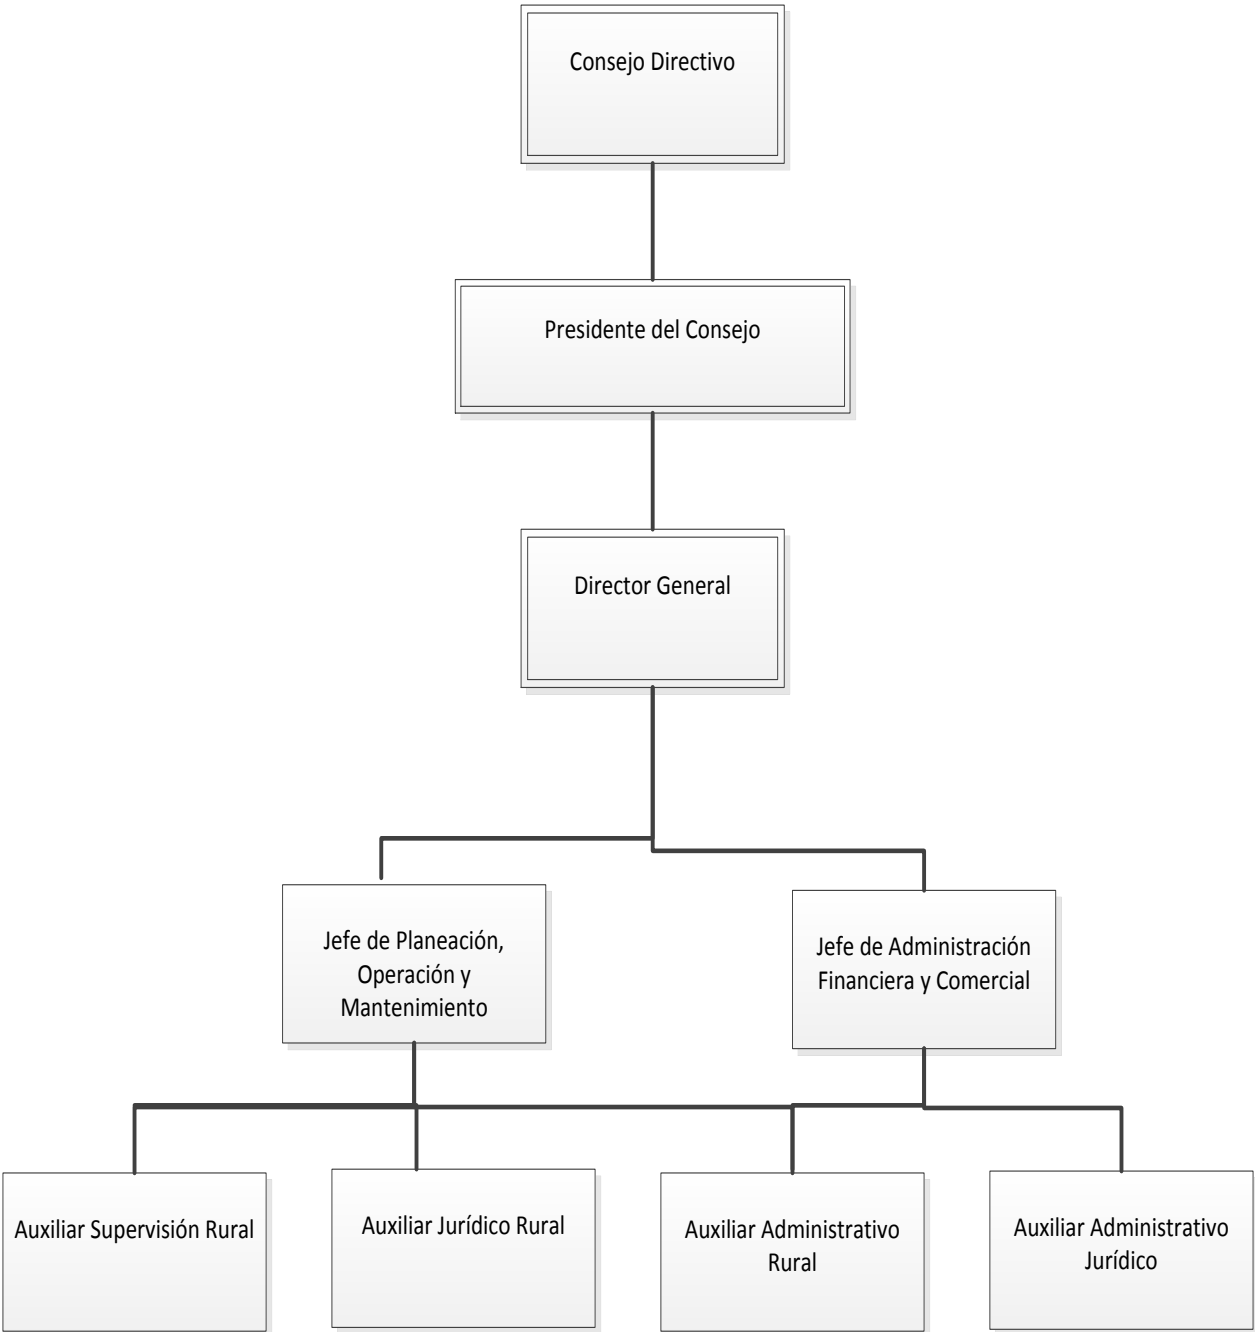 Consejo Directivo
Presidente del Consejo
Director General
Jefe de Planeación,
Operación y
Mantenimiento
Jefe de Administración
Financiera y Comercial
Auxiliar Supervisión Rural
Auxiliar Jurídico Rural
Auxiliar Administrativo
Rural
Auxiliar Administrativo
Jurídico